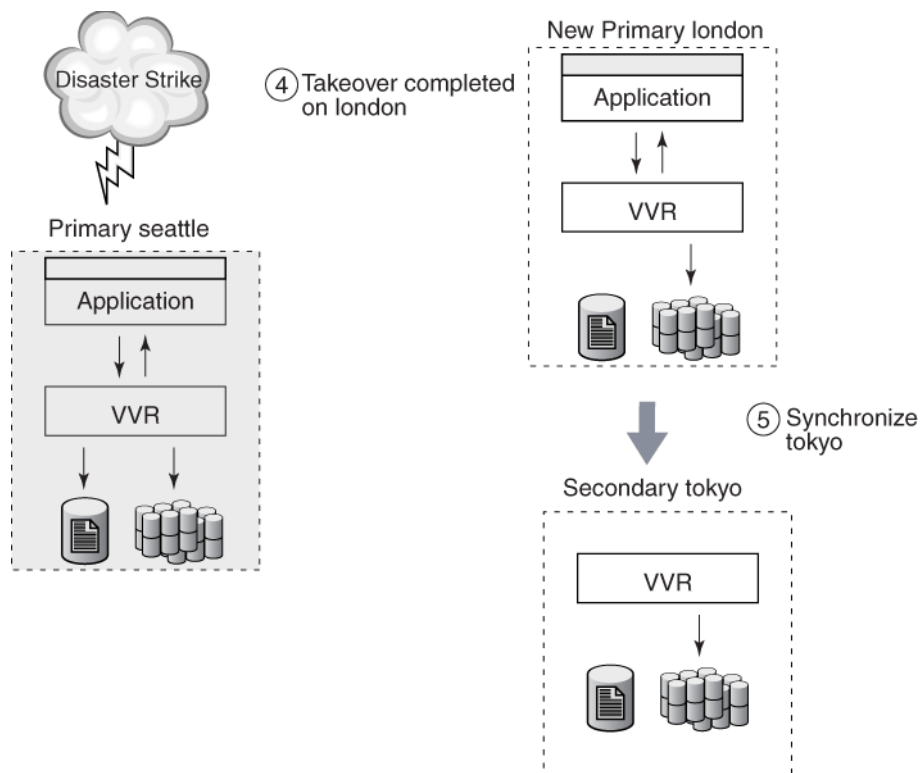 Disaster Strike
④ Takeover completed
on london
New Primary london
Application
VVR
Primary seattle
Application
VVR
⑤ Synchronize
tokyo
Secondary tokyo
VVR